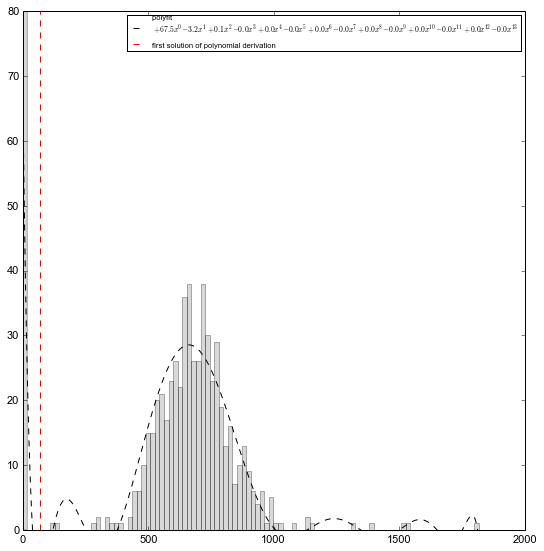 polyfit
+67.5x^0−3.2x^1+0.1x^2−0.0x^3+0.0x^4−0.0x^5+0.0x^6−0.0x^7+0.0x^8−0.0x^9+0.0x^10−0.0x^11+0.0x^12−0.0x^13
first solution of polynomial derivation
80
70
60
50
40
30
20
10
0
0 500 1000 1500 2000